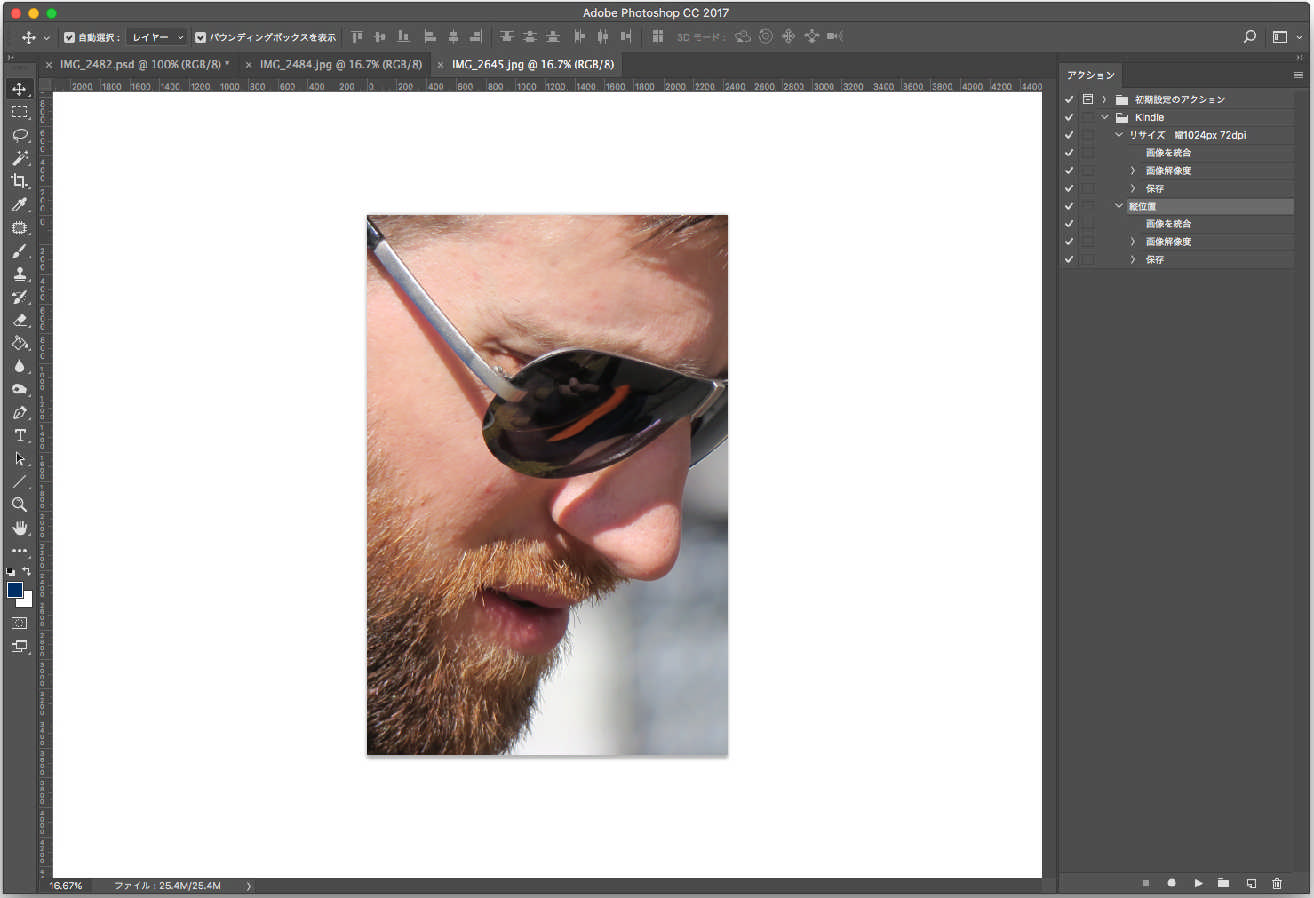 Adobe Photoshop CC 2017
自動選択： レイヤー バウンディングボックスを表示 3D モード：
IMG_2482.psd @ 100% (RGB/8) * IMG_2484.jpg @ 16.7% (RGB/8) IMG_2645.jpg @ 16.7% (RGB/8)
2000 1800 1600 1400 1200 1000 800 600 400 200 0 200 400 600 800 1000 1200 1400 1600 1800 2000 2200 2400 2600 2800 3000 3200 3400 3600 3800 4000 4200 4400
アクション
初期設定のアクション
Kindle
リサイズ 幅1024px 72dpi
画像を統合
画像解像度
保存
縦位置
画像を統合
画像解像度
保存
16.67% ファイル：25.4M/25.4M